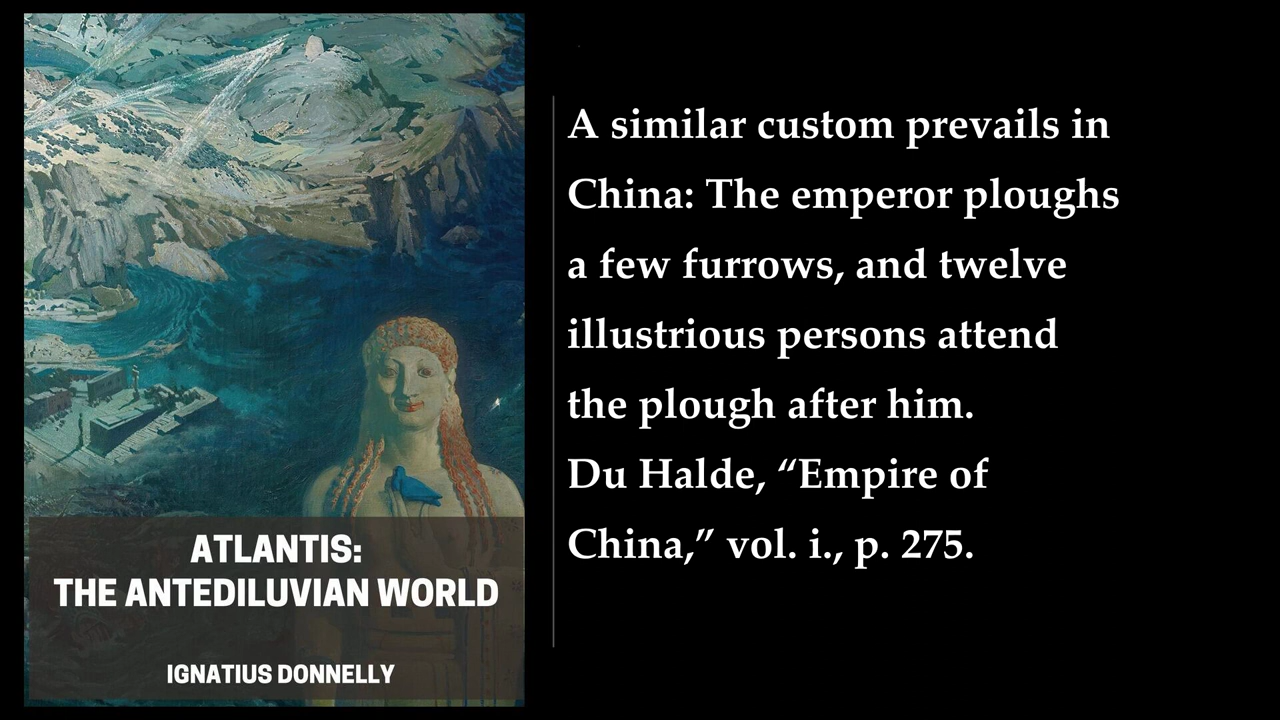 ATLANTIS:
THE ANTEDILUVIAN WORLD
IGNATIUS DONNELLY
A similar custom prevails in
China: The emperor ploughs
a few furrows, and twelve
illustrious persons attend
the plough after him.
Du Halde, “Empire of
China,” vol. i., p. 275.